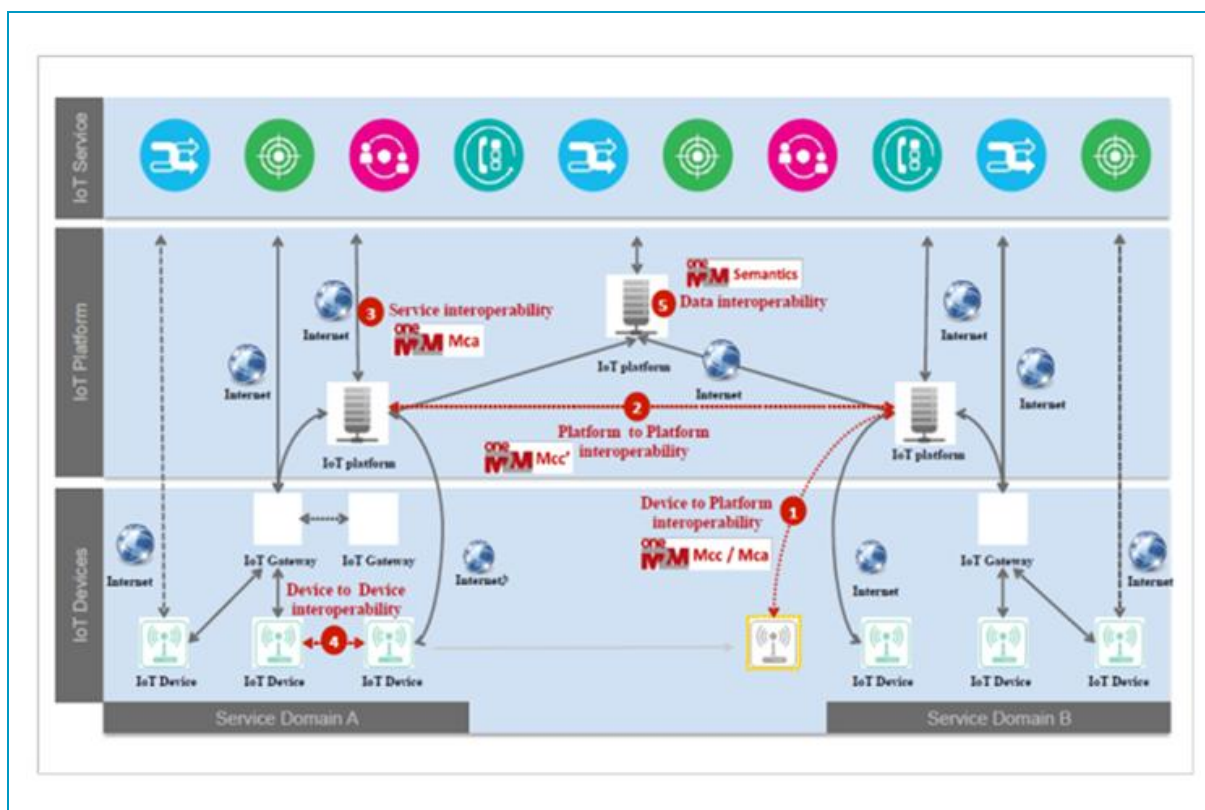 IoT Service
IoT Platform
one
M2M Semantics
3 Service interoperability
5 Data interoperability
Internet
one
M2M Mca
Internet
IoT platform
Internet
Internet
Internet
Internet
2
Platform to Platform
interoperability
IoT platform
one
M2M Mcc'
IoT platform
IoT Devices
Device to Platform
interoperability
1
one
M2M Mcc / Mca
IoT Gateway
IoT Gateway
IoT Gateway
Internet
Internet
Internet
Internet
Device to Device
interoperability
4
IoT Device
IoT Device
IoT Device
IoT Device
IoT Device
IoT Device
Service Domain A
Service Domain B